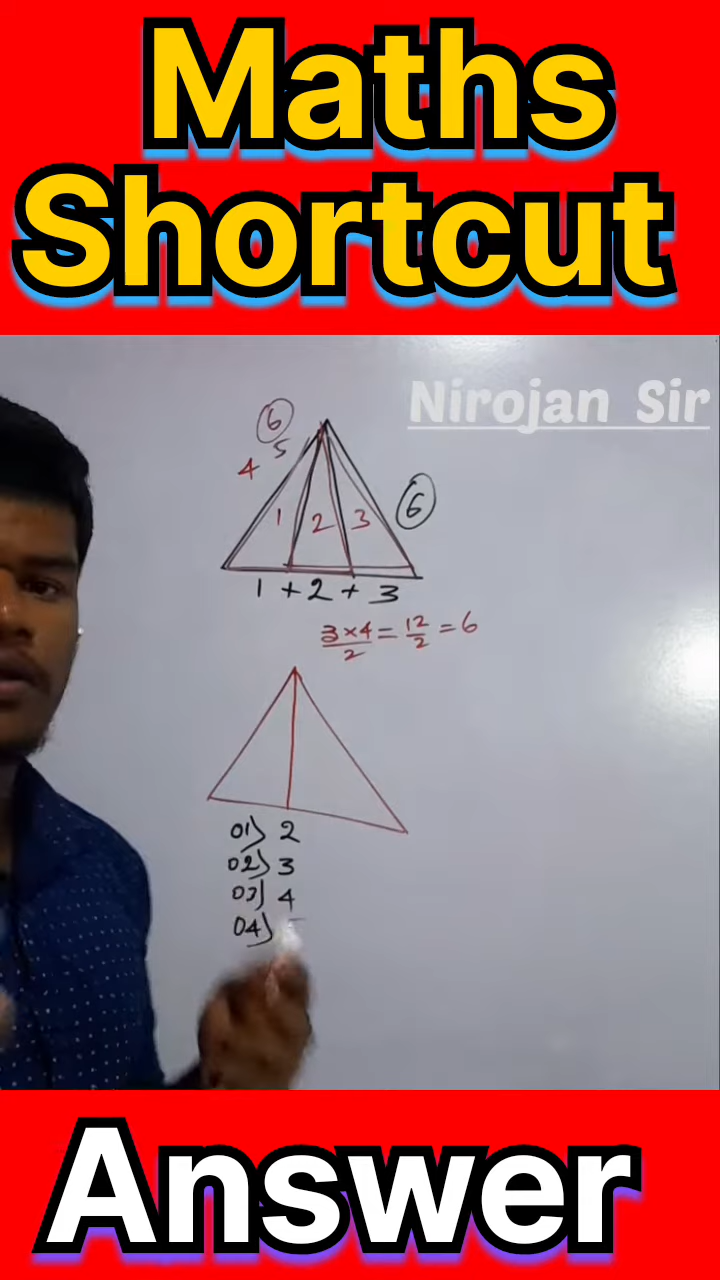 Maths
Shortcut
Nirojan Sir
6
5
4
6
1 2 3
1 + 2 + 3
3×4/2 = 12/2 = 6
01) 2
02) 3
03) 4
04)
Answer